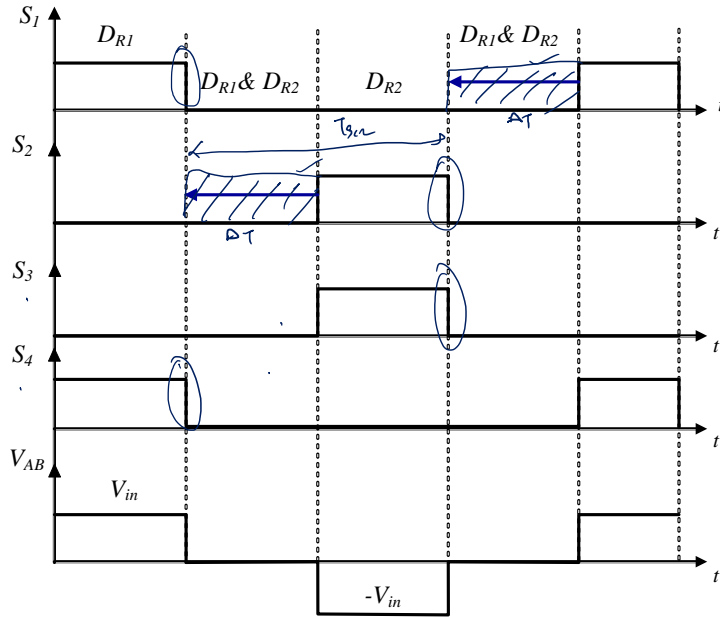 S1
DR1
DR1& DR2
DR2
DR1& DR2
t
ΔT
S2
ΔT
t
S3
t
S4
t
VAB
Vin
t
-Vin